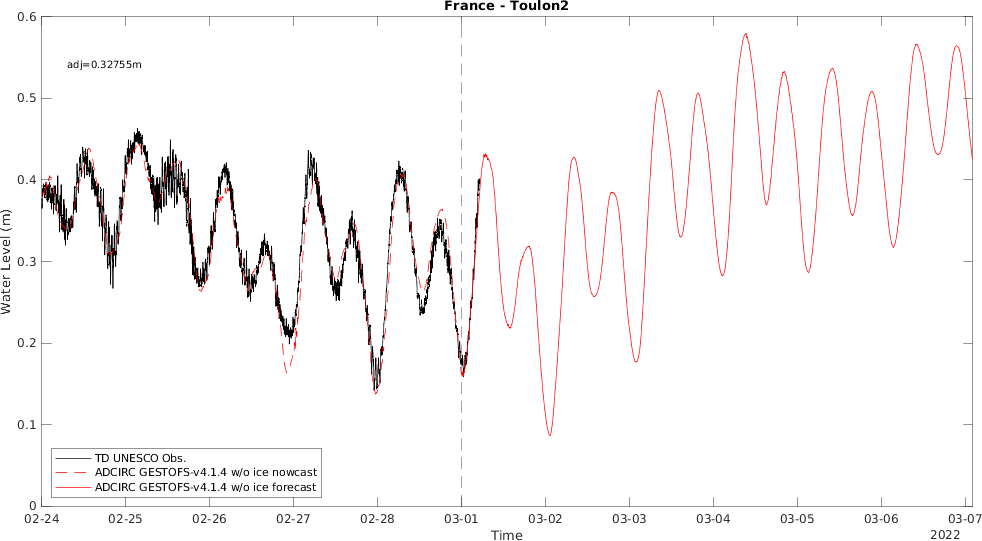 France - Toulon2
adj=0.32755m
Water Level (m)
0.6
0.5
0.4
0.3
0.2
0.1
0
TD UNESCO Obs.
ADCIRC GESTOFS-v4.1.4 w/o ice nowcast
ADCIRC GESTOFS-v4.1.4 w/o ice forecast
02-24 02-25 02-26 02-27 02-28 03-01 03-02 03-03 03-04 03-05 03-06 03-07
Time
2022